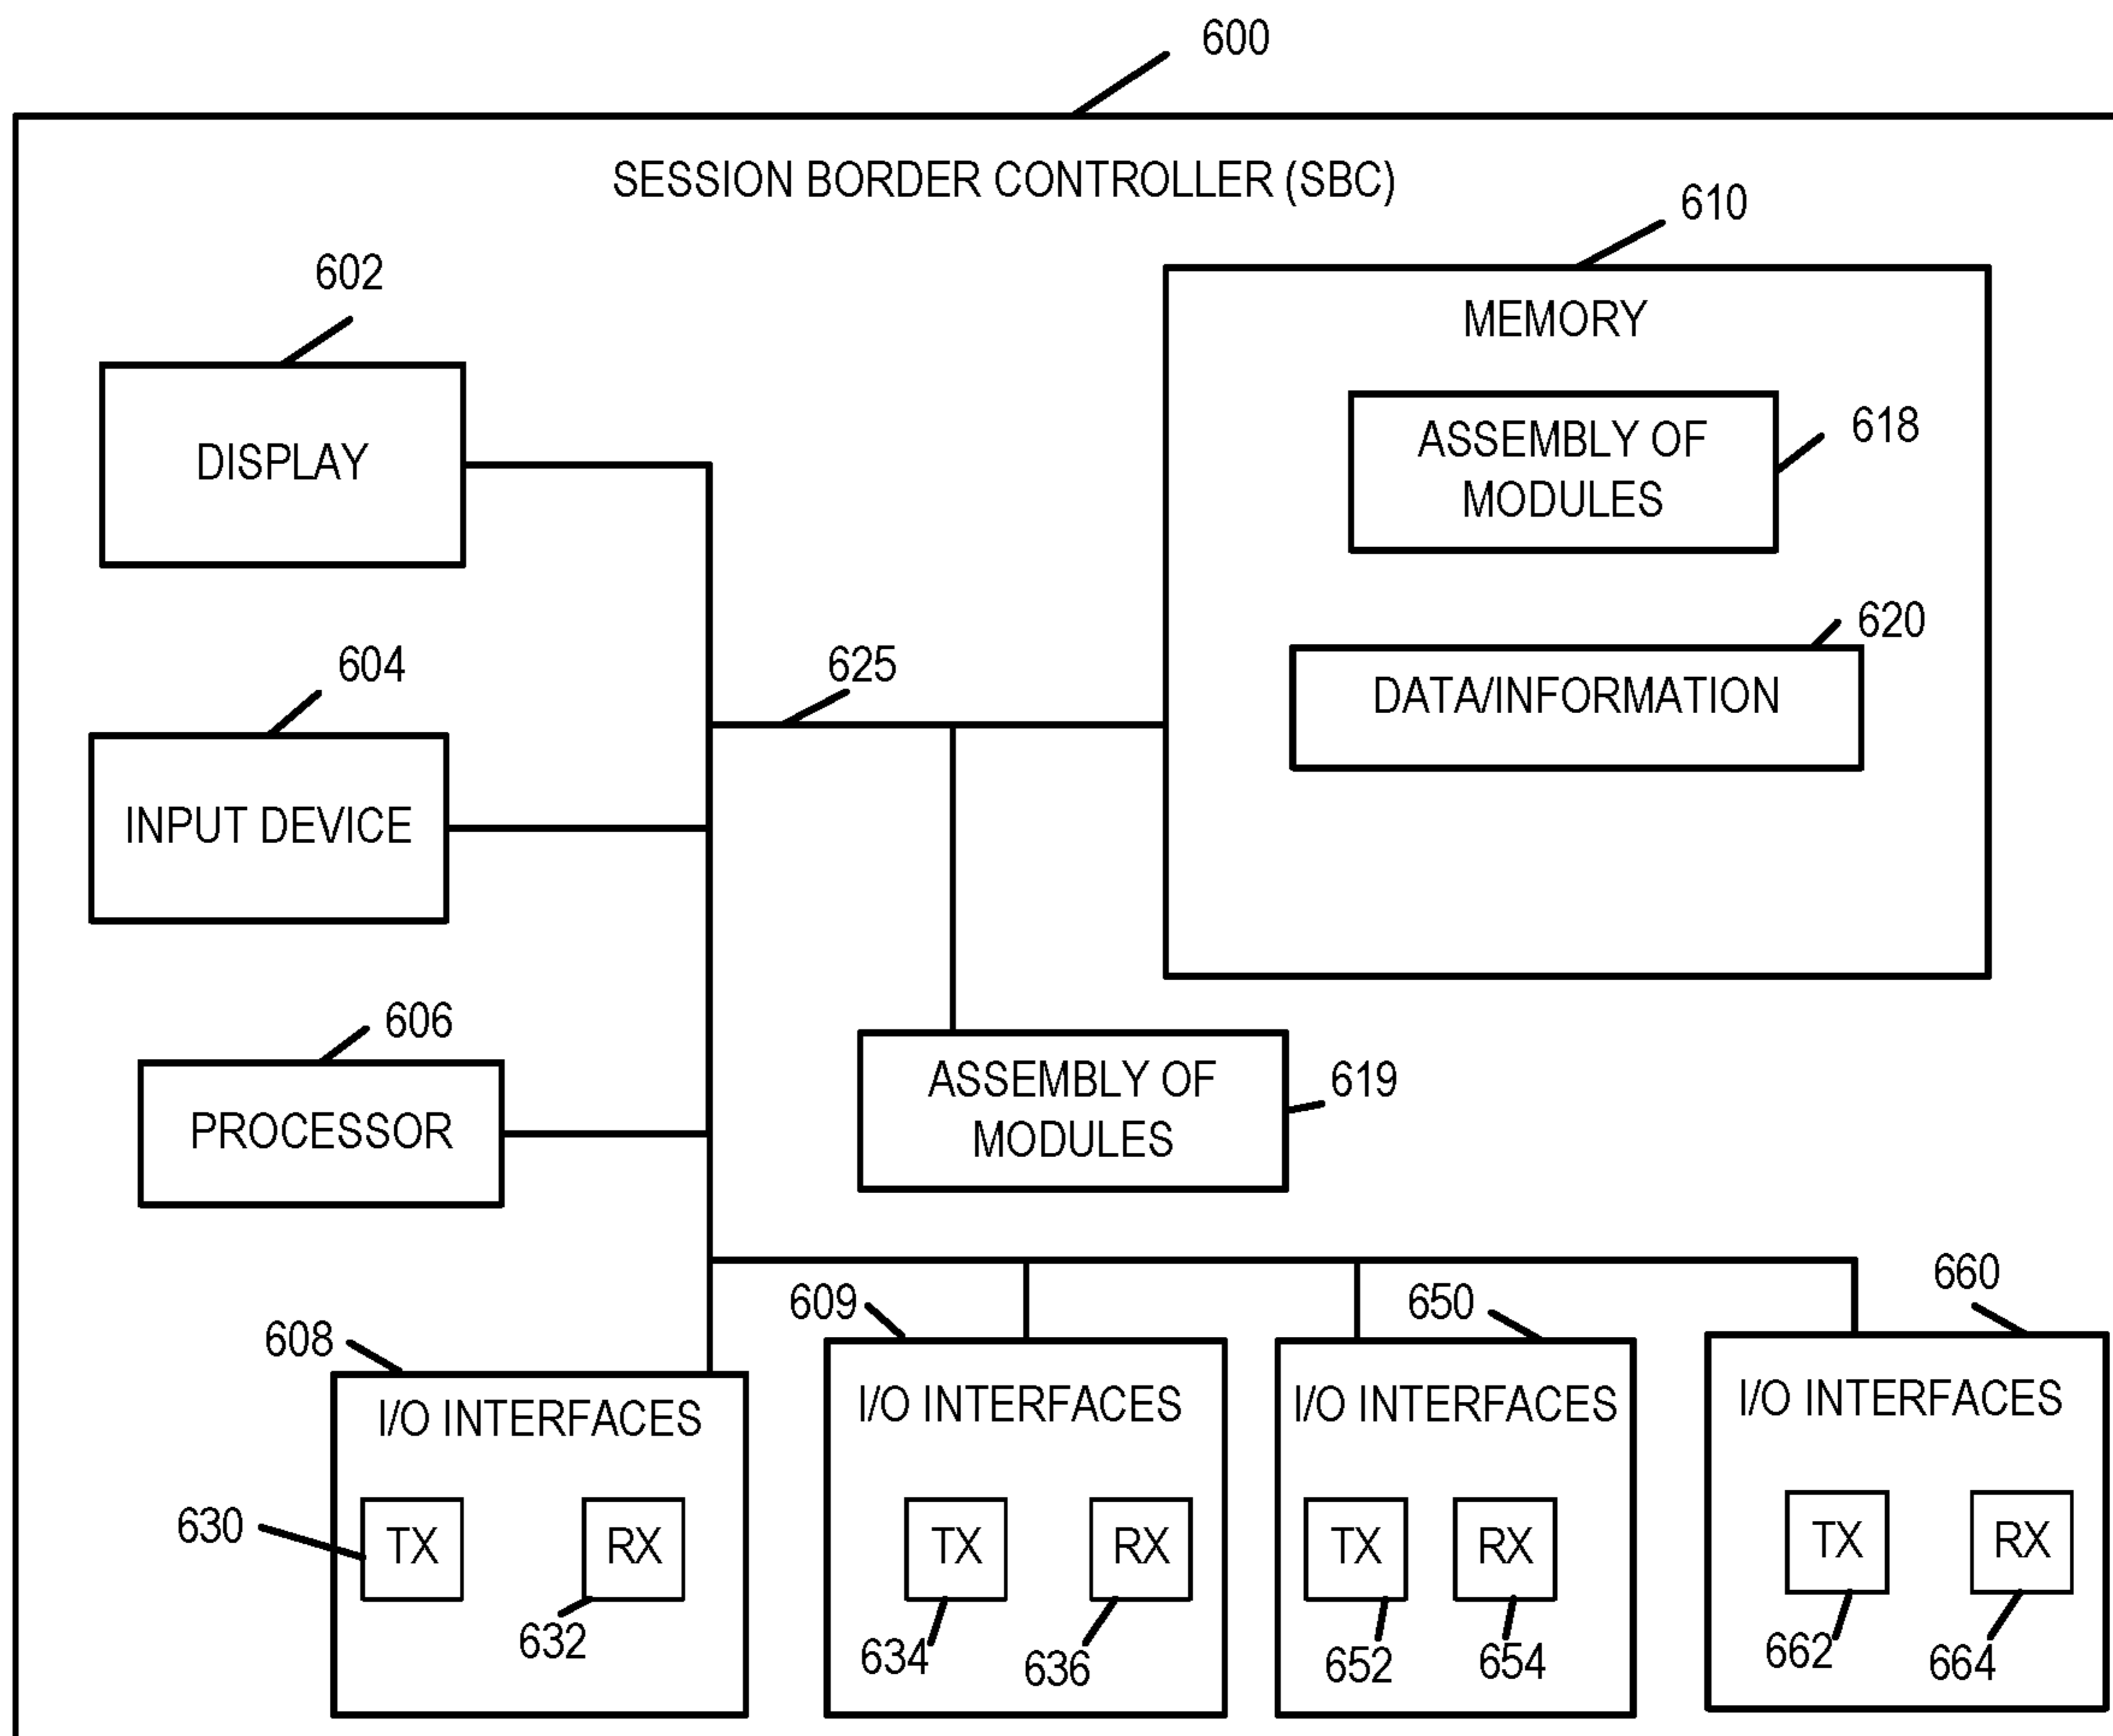 600
SESSION BORDER CONTROLLER (SBC)
610
602
MEMORY
DISPLAY
ASSEMBLY OF
MODULES
618
620
604
625
DATA/INFORMATION
INPUT DEVICE
606
PROCESSOR
ASSEMBLY OF
MODULES
619
608
609
650
660
I/O INTERFACES
I/O INTERFACES
I/O INTERFACES
I/O INTERFACES
630
TX
RX
TX
RX
TX
RX
TX
RX
632
634
636
652
654
662
664